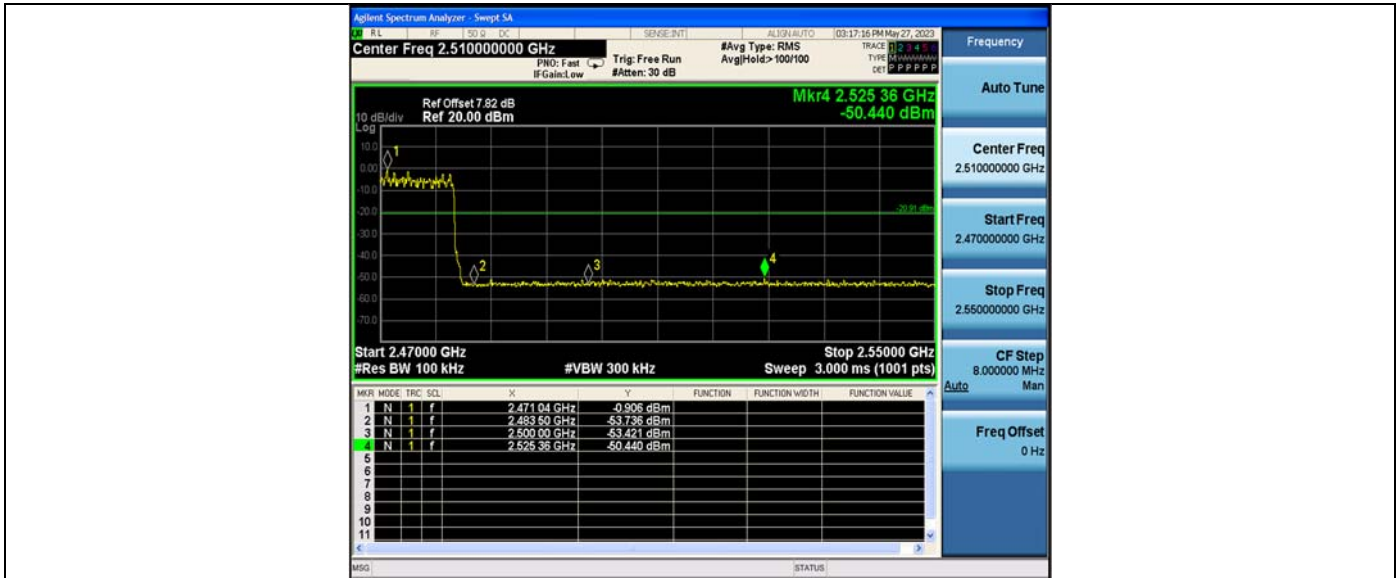 Agilent Spectrum Analyzer - Swept SA
RL RF 50 Ω DC SENSE:INT ALIGN AUTO 03:17:16 PM May 27, 2023
Center Freq 2.510000000 GHz #Avg Type: RMS TRACE 1 2 3 4 5 6
PNO: Fast Trig: Free Run Avg|Hold:>100/100 TYPE M
IFGain:Low #Atten: 30 dB DET P P P P P P
Mkr4 2.525 36 GHz
-50.440 dBm
Ref Offset 7.82 dB
10 dB/div Ref 20.00 dBm
Log
10.0
0.00
-10.0
-20.0
-30.0
-40.0
-50.0
-60.0
-70.0
1
2
3
4
-20.91 dBm
Start 2.47000 GHz Stop 2.55000 GHz
#Res BW 100 kHz #VBW 300 kHz Sweep 3.000 ms (1001 pts)
MKR MODE TRC SCL X Y FUNCTION FUNCTION WIDTH FUNCTION VALUE
1 N 1 f 2.471 04 GHz -0.906 dBm
2 N 1 f 2.483 50 GHz -53.736 dBm
3 N 1 f 2.500 00 GHz -53.421 dBm
4 N 1 f 2.525 36 GHz -50.440 dBm
5
6
7
8
9
10
11
MSG STATUS
Frequency
Auto Tune
Center Freq
2.510000000 GHz
Start Freq
2.470000000 GHz
Stop Freq
2.550000000 GHz
CF Step
8.000000 MHz
Auto Man
Freq Offset
0 Hz